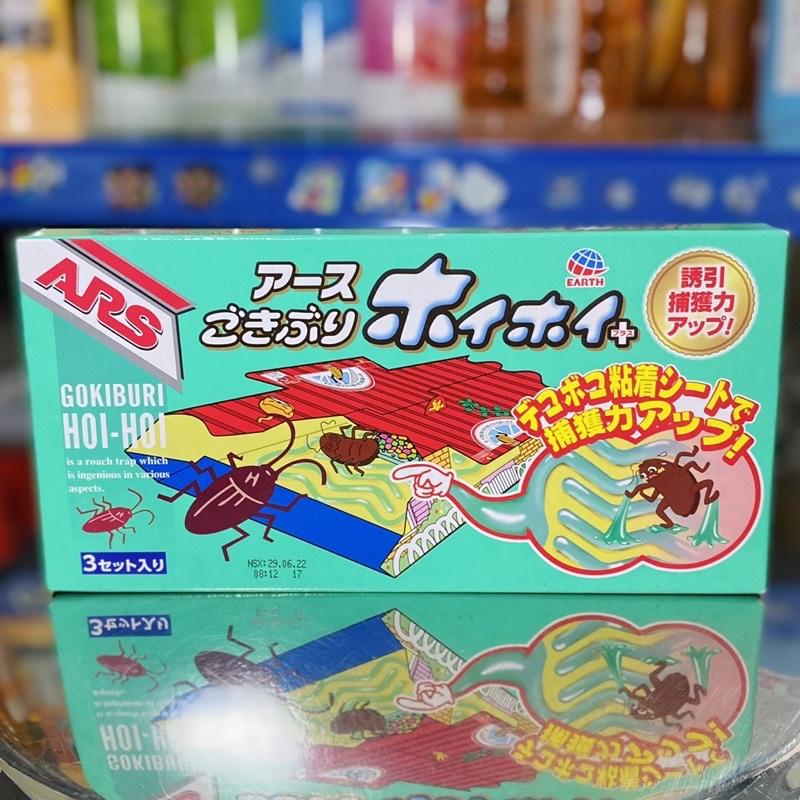 ARS
アース
ごきぶり
ホイホイ+
プラス
EARTH
誘引
捕獲力
アップ!
GOKIBURI
HOI-HOI
is a roach trap which
is ingenious in various
aspects.
3セット入り
NSX:29.06.22
08:12 17
デコボコ粘着シートで
捕獲力アップ!